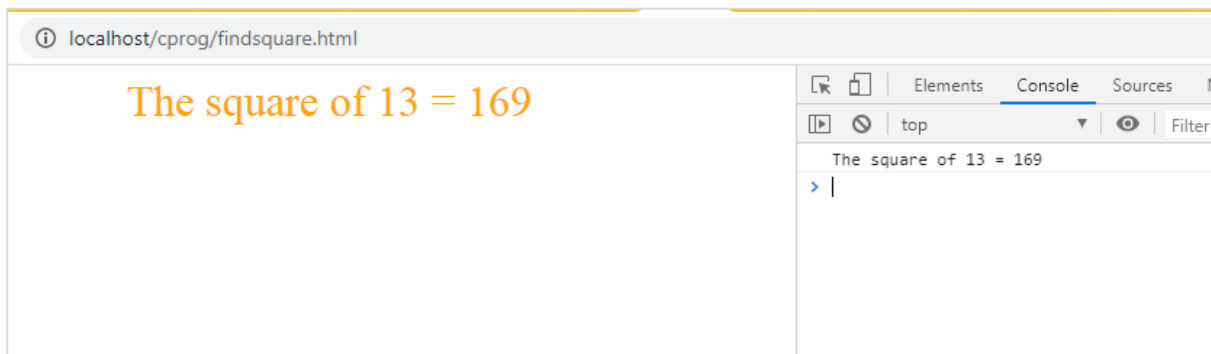 localhost/cprog/findsquare.html
The square of 13 = 169
Elements Console Sources
top Filter
The square of 13 = 169